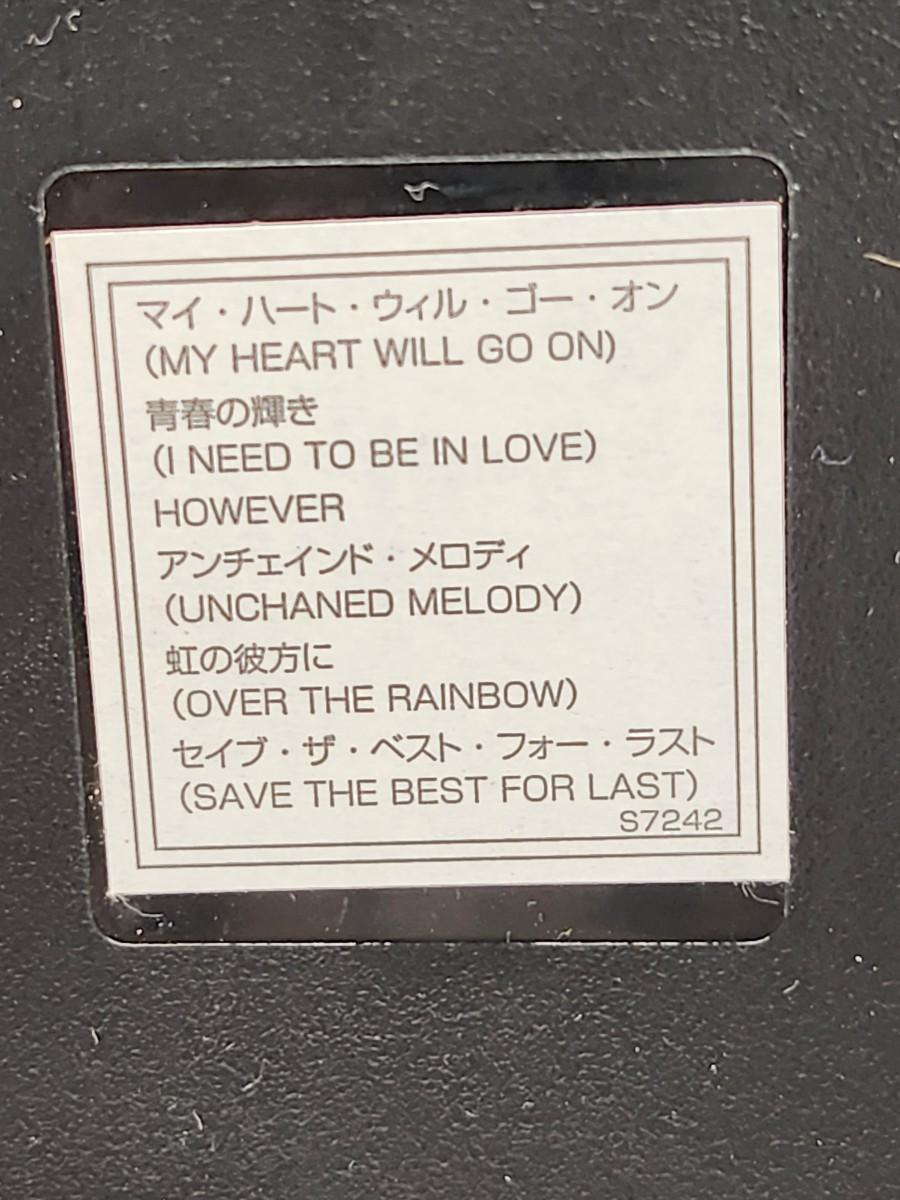 マイ・ハート・ウィル・ゴー・オン
(MY HEART WILL GO ON)
青春の輝き
(I NEED TO BE IN LOVE)
HOWEVER
アンチェインド・メロディ
(UNCHANED MELODY)
虹の彼方に
(OVER THE RAINBOW)
セイブ・ザ・ベスト・フォー・ラスト
(SAVE THE BEST FOR LAST)
S7242